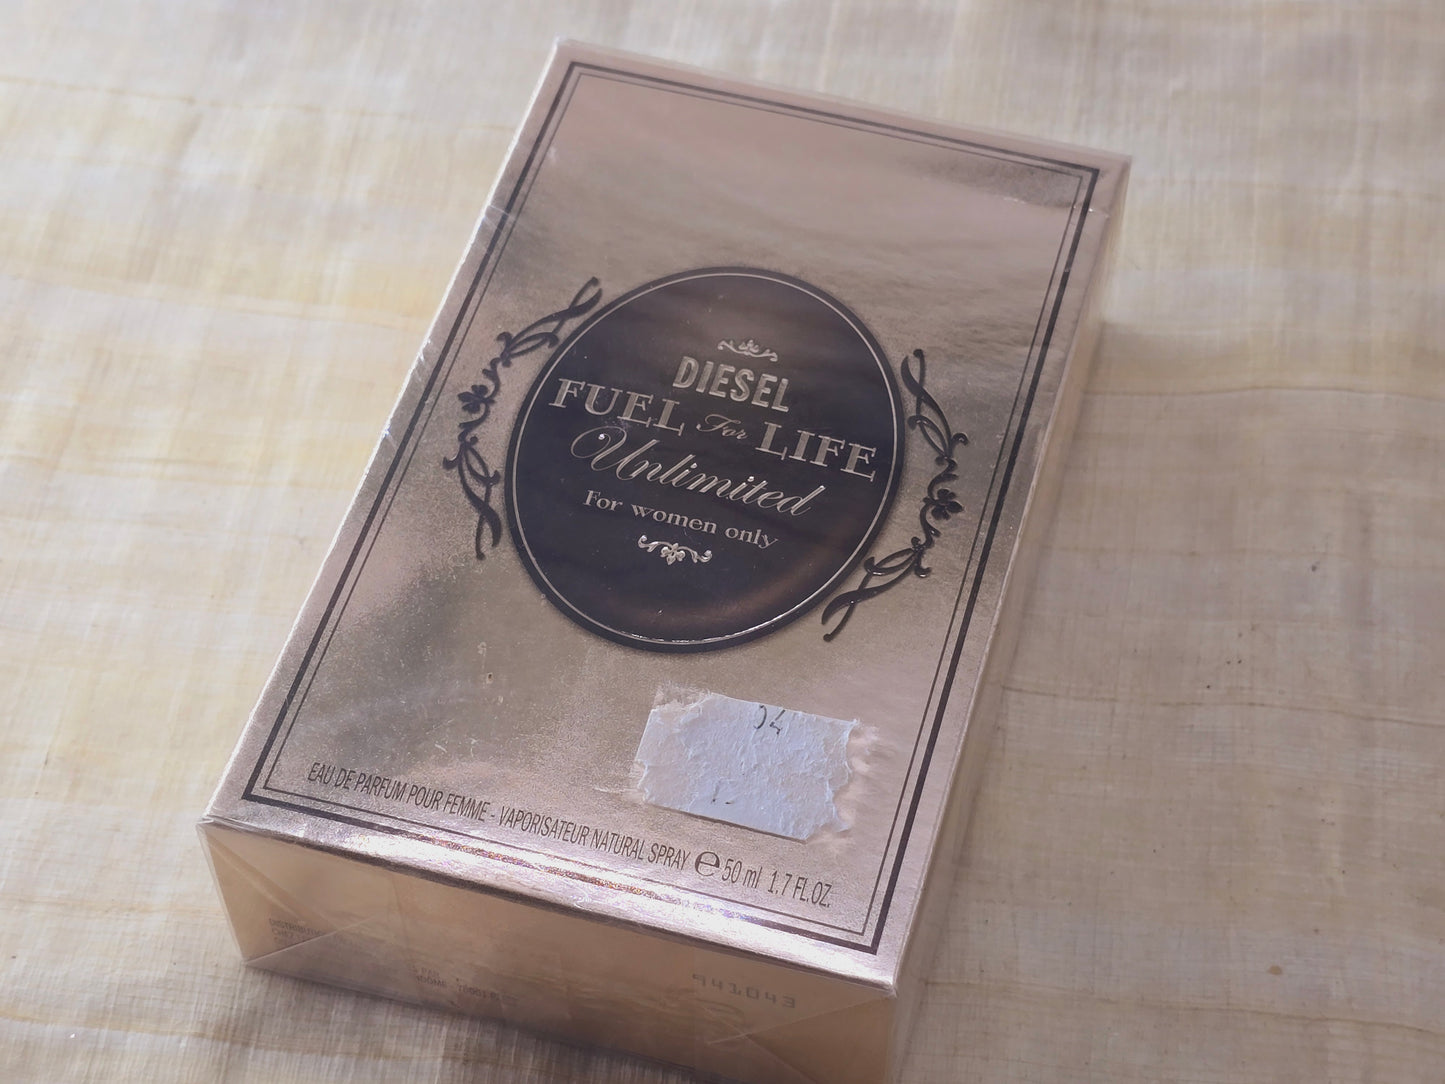 DIESEL
FUEL For LIFE
Unlimited
For women only
04
EAU DE PARFUM POUR FEMME - VAPORISATEUR NATURAL SPRAY ℮ 50 ml 1.7 FL.OZ.
941043